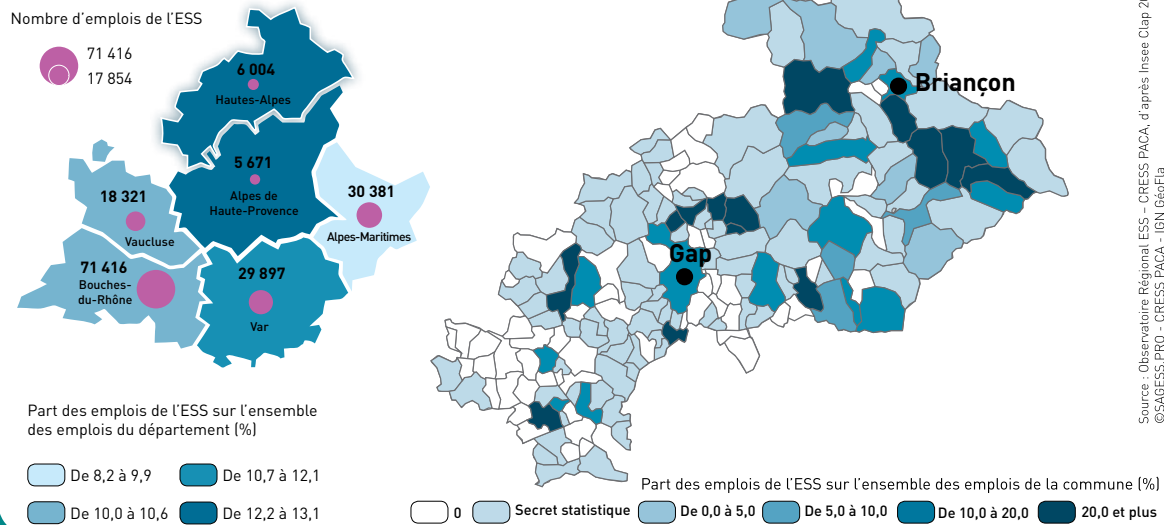 Nombre d'emplois de l'ESS
71 416
17 854
6 004
Hautes-Alpes
5 671
Alpes de
Haute-Provence
30 381
Alpes-Maritimes
18 321
Vaucluse
71 416
Bouches-
du-Rhône
29 897
Var
Part des emplois de l'ESS sur l'ensemble
des emplois du département (%)
De 8,2 à 9,9
De 10,7 à 12,1
De 10,0 à 10,6
De 12,2 à 13,1
Briançon
Gap
Part des emplois de l'ESS sur l'ensemble des emplois de la commune (%)
0
Secret statistique
De 0,0 à 5,0
De 5,0 à 10,0
De 10,0 à 20,0
20,0 et plus
Source : Observatoire Régional ESS – CRESS PACA, d'après Insee Clap
©SAGESS.PRO - CRESS PACA - IGN GéoFla